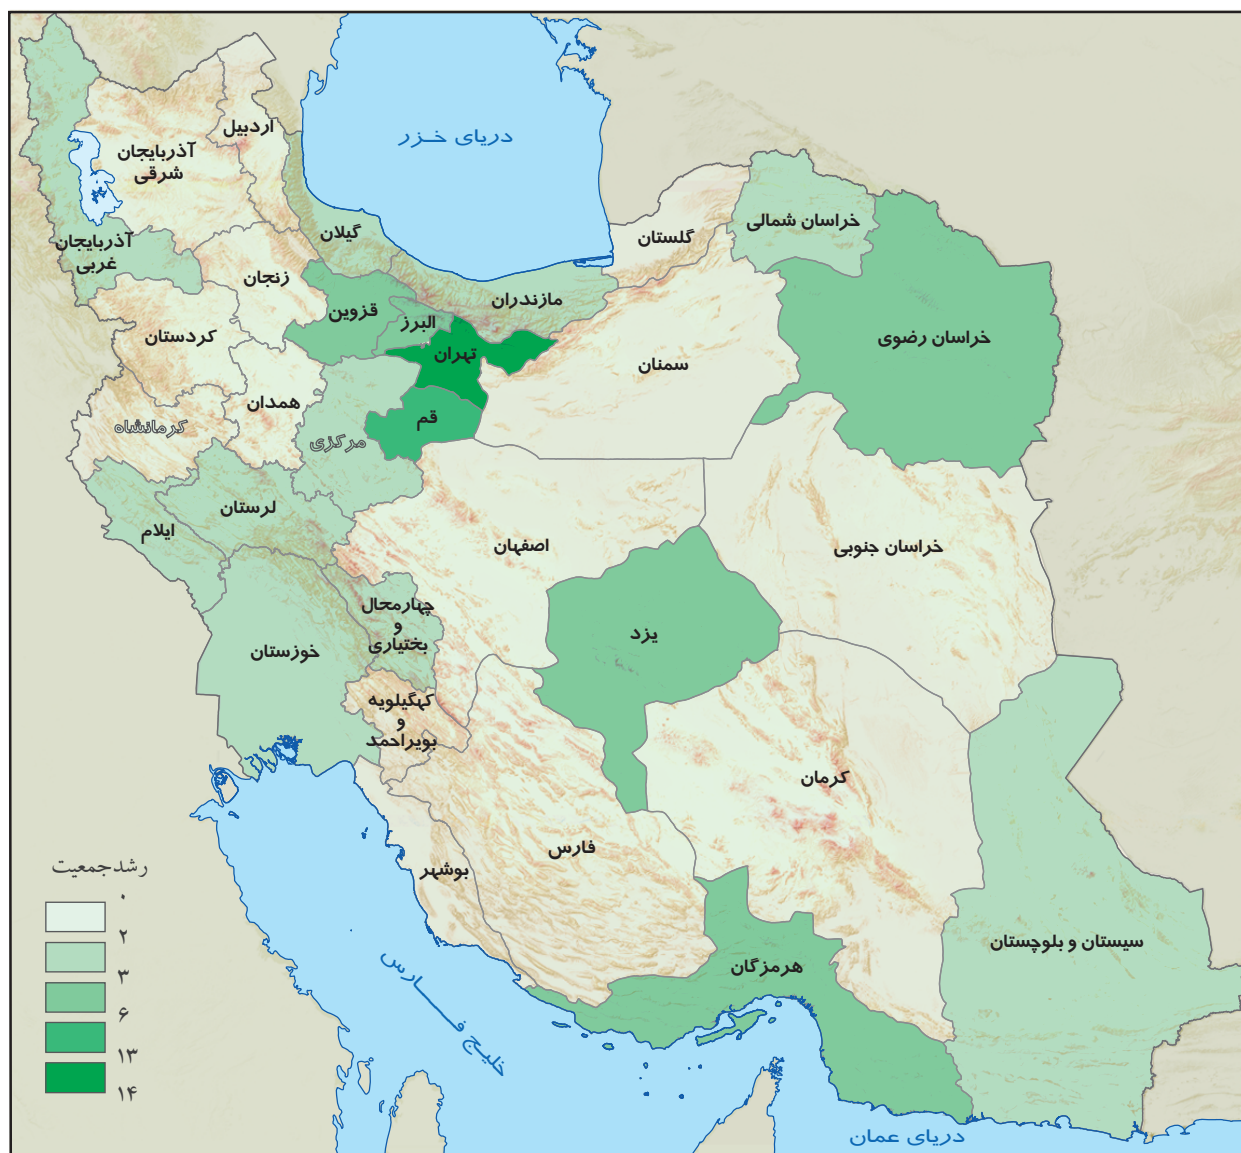 دریای خزر
اردبیل
آذربایجان
شرقی
گیلان
گلستان
خراسان شمالی
آذربایجان
غربی
زنجان
مازندران
قزوین
البرز
کردستان
تهران
سمنان
خراسان رضوی
همدان
قم
کرمانشاه
مرکزی
لرستان
ایلام
اصفهان
خراسان جنوبی
چهارمحال
و
بختیاری
یزد
خوزستان
کهگیلویه
و
بویراحمد
کرمان
فارس
بوشهر
سیستان و بلوچستان
هرمزگان
خلیج فارس
دریای عمان
رشدجمعیت
۰
۲
۳
۶
۱۳
۱۴